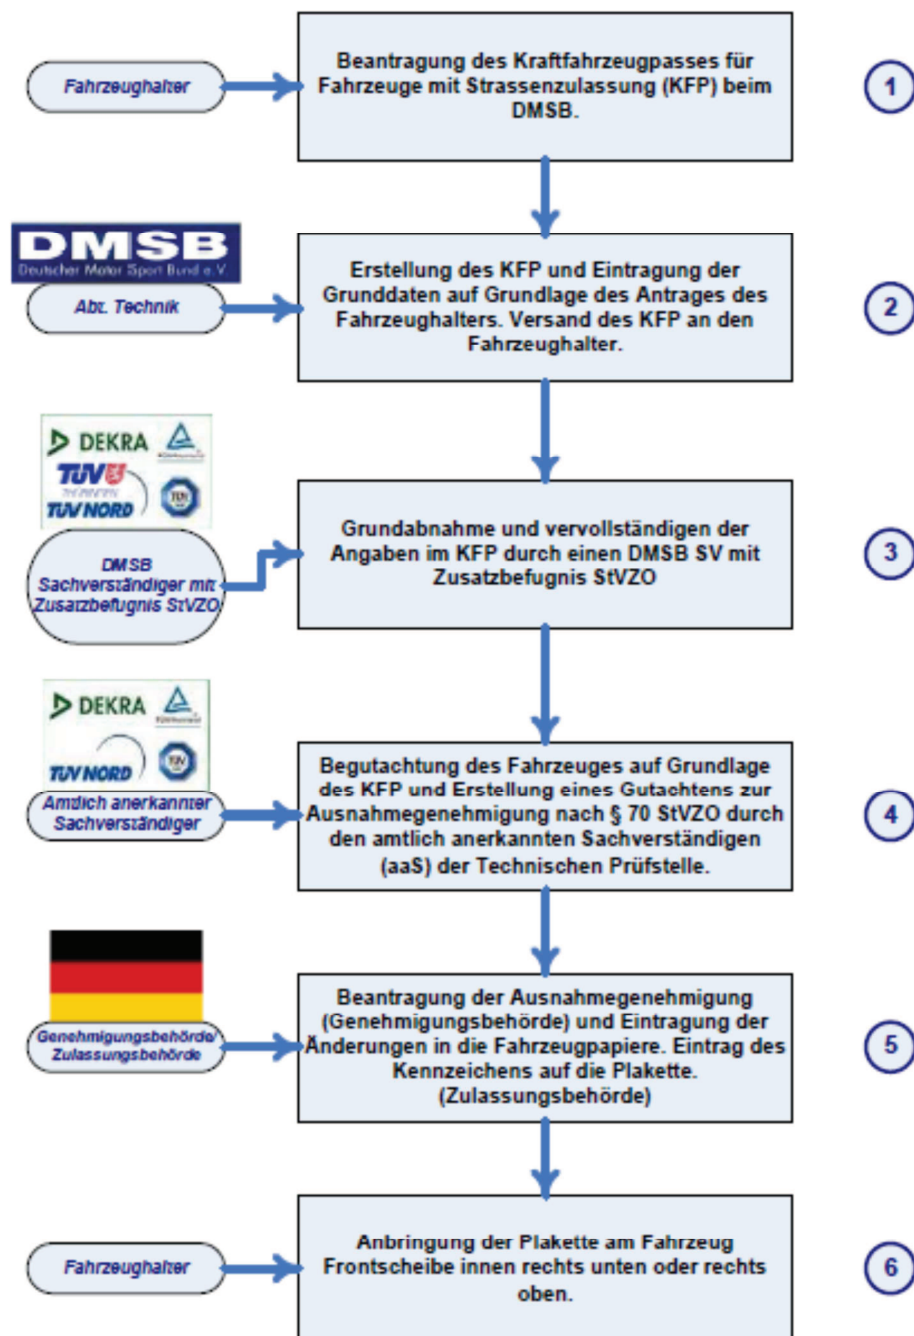 Fahrzeughalter
Beantragung des Kraftfahrzeugpasses für
Fahrzeuge mit Strassenzulassung (KFP) beim
DMSB.
1
DMSB
Deutscher Motor Sport Bund e.V.
Abt. Technik
Erstellung des KFP und Eintragung der
Grunddaten auf Grundlage des Antrages des
Fahrzeughalters. Versand des KFP an den
Fahrzeughalter.
2
DEKRA
TÜV
THÜRINGEN
TÜV NORD
TÜV
DMSB
Sachverständiger mit
Zusatzbefugnis StVZO
Grundabnahme und vervollständigen der
Angaben im KFP durch einen DMSB SV mit
Zusatzbefugnis StVZO
3
DEKRA
TÜV NORD
TÜV
Amtlich anerkannter
Sachverständiger
Begutachtung des Fahrzeuges auf Grundlage
des KFP und Erstellung eines Gutachtens zur
Ausnahmegenehmigung nach § 70 StVZO durch
den amtlich anerkannten Sachverständigen
(aaS) der Technischen Prüfstelle.
4
Genehmigungsbehörde/
Zulassungsbehörde
Beantragung der Ausnahmegenehmigung
(Genehmigungsbehörde) und Eintragung der
Änderungen in die Fahrzeugpapiere. Eintrag des
Kennzeichens auf die Plakette.
(Zulassungsbehörde)
5
Fahrzeughalter
Anbringung der Plakette am Fahrzeug
Frontscheibe innen rechts unten oder rechts
oben.
6